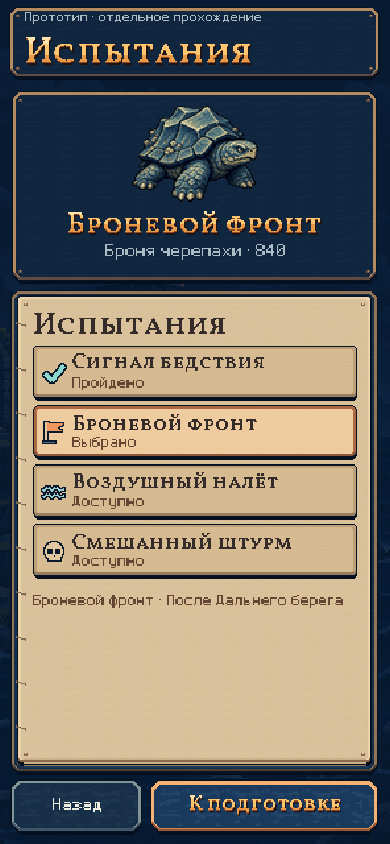 Прототип · отдельное прохождение
Испытания
Броневой фронт
Броня черепахи · 840
Испытания
Сигнал бедствия
Пройдено
Броневой фронт
Выбрано
Воздушный налёт
Доступно
Смешанный штурм
Доступно
Броневой фронт · После Дальнего берега
Назад
К подготовке